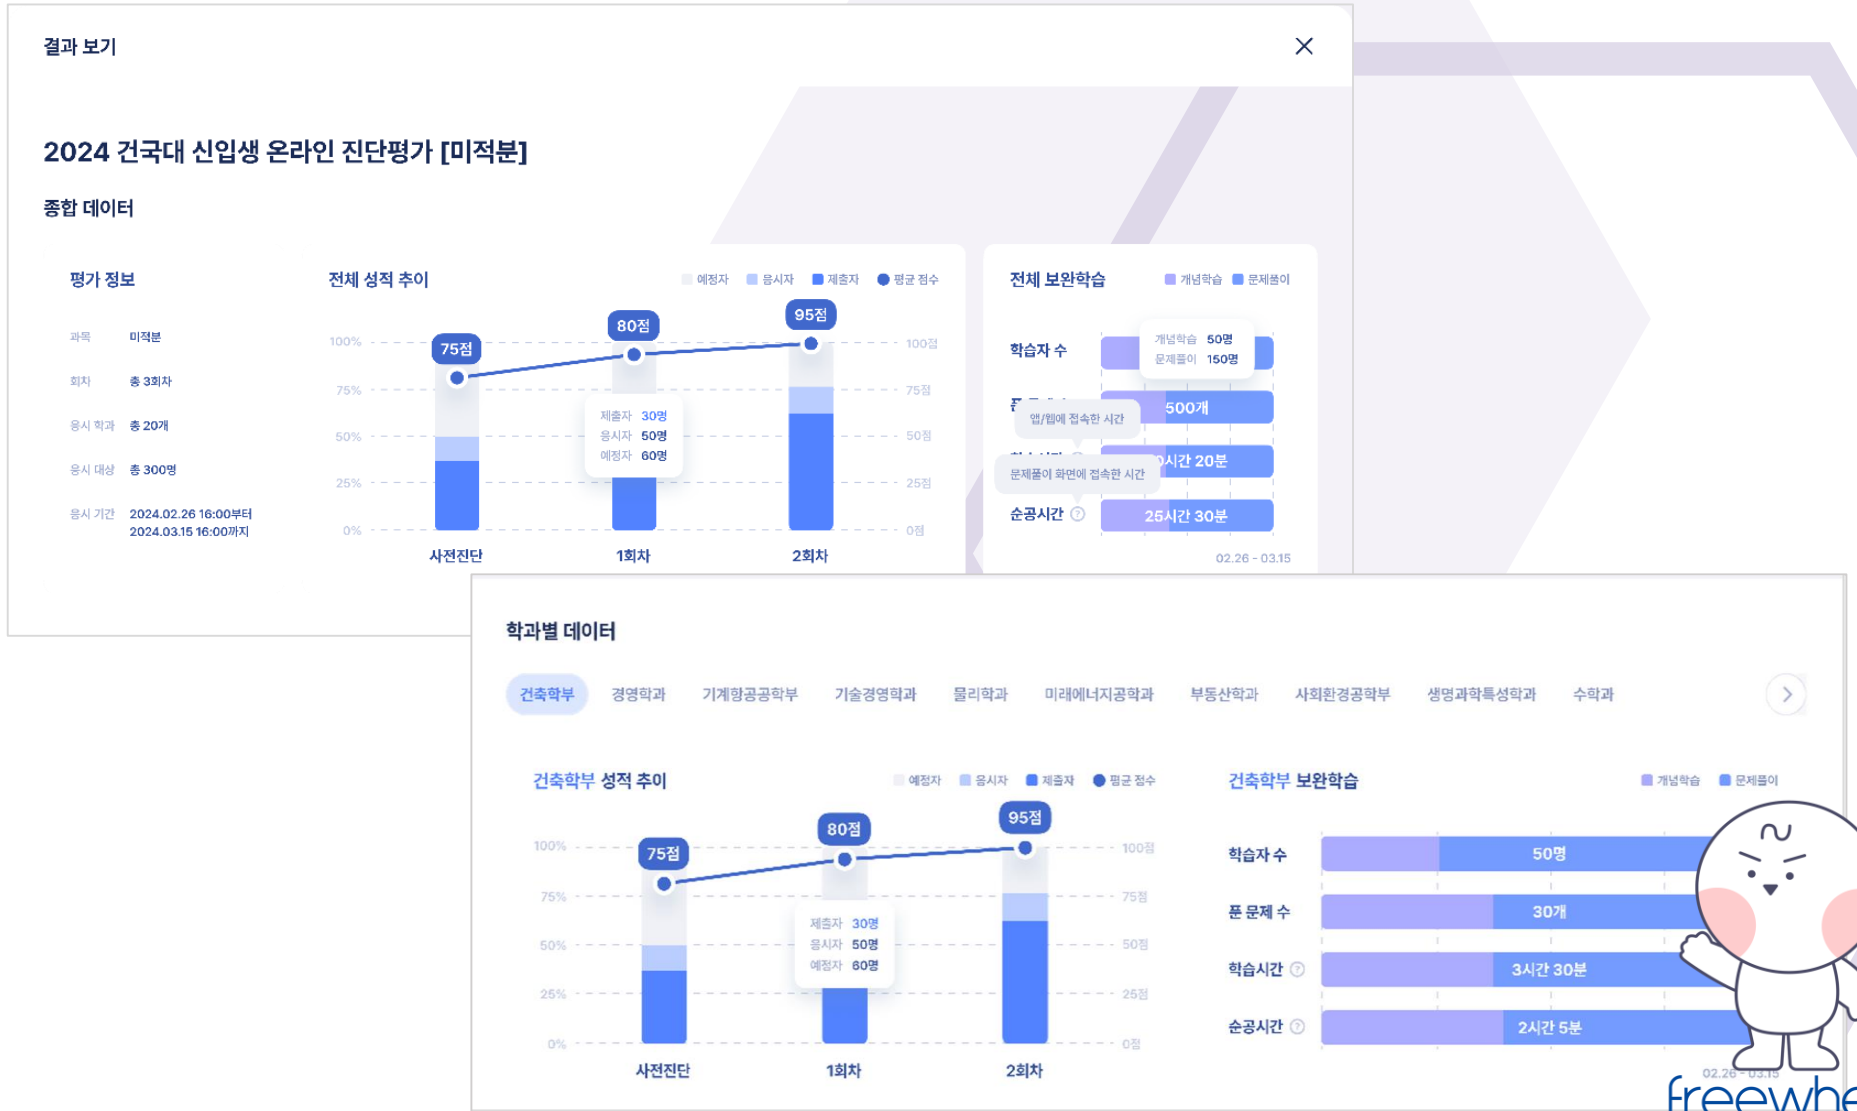 결과 보기
2024 건국대 신입생 온라인 진단평가 [미적분]
종합 데이터
평가 정보
과목 미적분
회차 총 3회차
응시 학과 총 20개
응시 대상 총 300명
응시 기간 2024.02.26 16:00부터
2024.03.15 16:00까지
전체 성적 추이
예정자 응시자 제출자 평균 점수
100% 75% 50% 25% 0%
75점 80점 95점
제출자 30명
응시자 50명
예정자 60명
100점 75점 50점 25점 0점
사전진단 1회차 2회차
전체 보완학습
개념학습 문제풀이
학습자 수
개념학습 50명
문제풀이 150명
500개
앱/웹에 접속한 시간
시간 20분
문제풀이 화면에 접속한 시간
순공시간 ? 25시간 30분
02.26 - 03.15
학과별 데이터
건축학부 경영학과 기계항공공학부 기술경영학과 물리학과 미래에너지공학과 부동산학과 사회환경공학부 생명과학특성학과 수학과
건축학부 성적 추이
예정자 응시자 제출자 평균 점수
100% 75% 50% 25% 0%
75점 80점 95점
제출자 30명
응시자 50명
예정자 60명
100점 75점 50점 25점 0점
사전진단 1회차 2회차
건축학부 보완학습
개념학습 문제풀이
학습자 수 50명
푼 문제 수 30개
학습시간 ? 3시간 30분
순공시간 ? 2시간 5분
02.26 - 03.15
freewhe